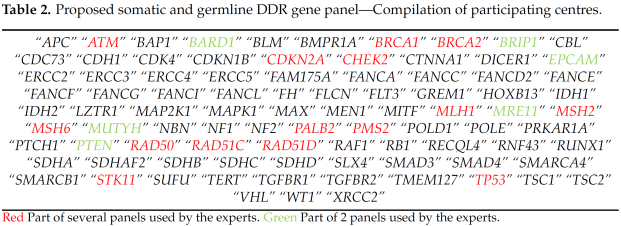 Table 2. Proposed somatic and germline DDR gene panel—Compilation of participating centres.
“APC” “ATM” “BAP1” “BARD1” “BLM” “BMPR1A” “BRCA1” “BRCA2” “BRIP1” “CBL”
“CDC73” “CDH1” “CDK4” “CDKN1B” “CDKN2A” “CHEK2” “CTNNA1” “DICER1” “EPCAM”
“ERCC2” “ERCC3” “ERCC4” “ERCC5” “FAM175A” “FANCA” “FANCC” “FANCD2” “FANCE”
“FANCF” “FANCG” “FANCI” “FANCL” “FH” “FLCN” “FLT3” “GREM1” “HOXB13” “IDH1”
“IDH2” “LZTR1” “MAP2K1” “MAPK1” “MAX” “MEN1” “MITF” “MLH1” “MRE11” “MSH2”
“MSH6” “MUTYH” “NBN” “NF1” “NF2” “PALB2” “PMS2” “POLD1” “POLE” “PRKAR1A”
“PTCH1” “PTEN” “RAD50” “RAD51C” “RAD51D” “RAF1” “RB1” “RECQL4” “RNF43” “RUNX1”
“SDHA” “SDHAF2” “SDHB” “SDHC” “SDHD” “SLX4” “SMAD3” “SMAD4” “SMARCA4”
“SMARCB1” “STK11” “SUFU” “TERT” “TGFBR1” “TGFBR2” “TMEM127” “TP53” “TSC1” “TSC2”
“VHL” “WT1” “XRCC2”
Red Part of several panels used by the experts. Green Part of 2 panels used by the experts.